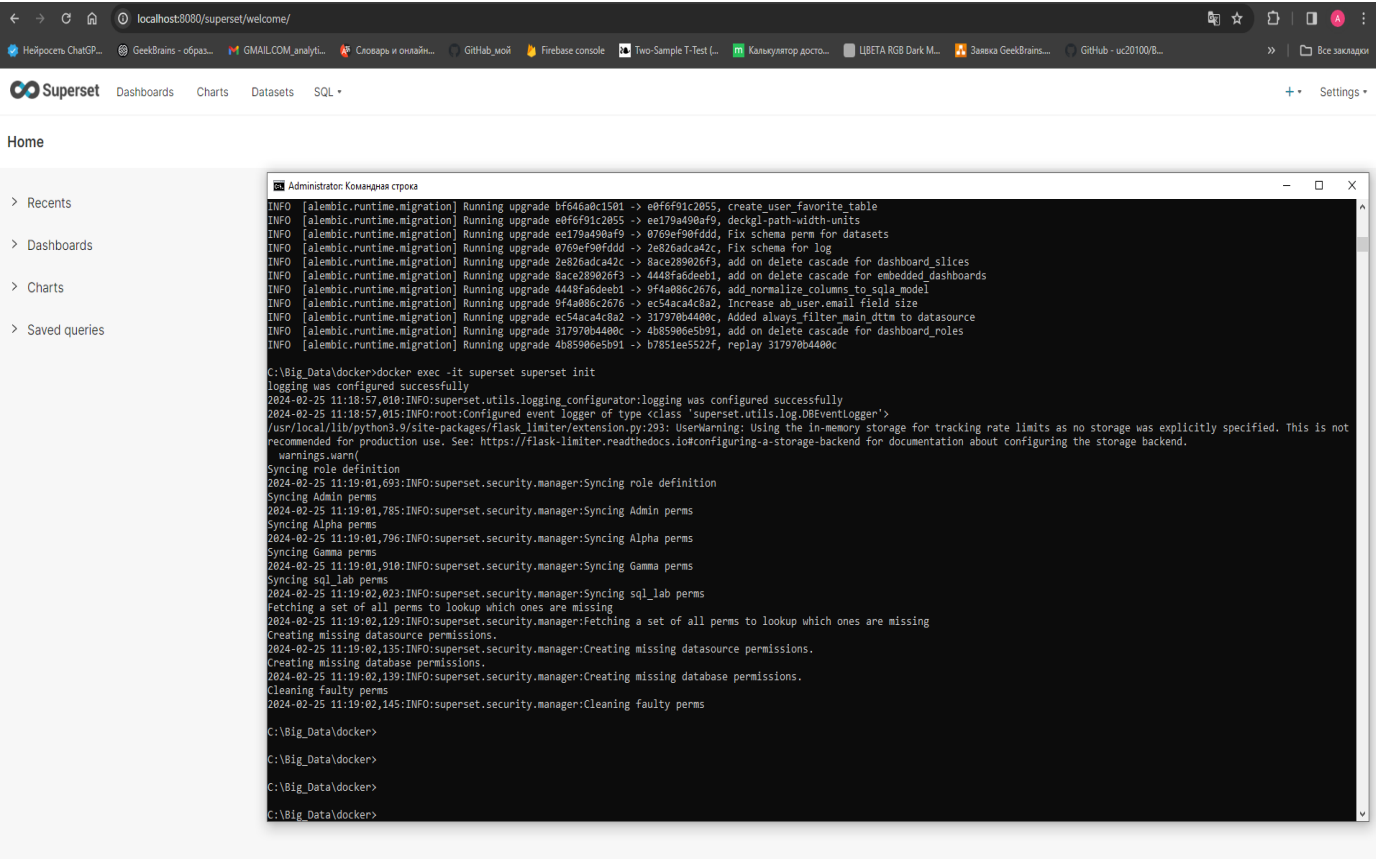 localhost:8080/superset/welcome/
Нейросеть ChatGP...
GeekBrains - образ...
GMAIL.COM_analyti...
Словарь и онлайн...
GitHab_мой
Firebase console
Two-Sample T-Test (...
Калькулятор досто...
ЦВЕТА RGB Dark M...
Заявка GeekBrains....
GitHub - uc20100/B...
»
Все закладки
Superset Dashboards Charts Datasets SQL
+ Settings
Home
Recents
Dashboards
Charts
Saved queries
Administrator: Командная строка
INFO [alembic.runtime.migration] Running upgrade bf646a0c1501 -> e0f6f91c2055, create_user_favorite_table
INFO [alembic.runtime.migration] Running upgrade e0f6f91c2055 -> ee179a490af9, deckgl-path-width-units
INFO [alembic.runtime.migration] Running upgrade ee179a490af9 -> 0769ef90fddd, Fix schema perm for datasets
INFO [alembic.runtime.migration] Running upgrade 0769ef90fddd -> 2e826adca42c, Fix schema for log
INFO [alembic.runtime.migration] Running upgrade 2e826adca42c -> 8ace289026f3, add on delete cascade for dashboard_slices
INFO [alembic.runtime.migration] Running upgrade 8ace289026f3 -> 4448fa6deeb1, add on delete cascade for embedded_dashboards
INFO [alembic.runtime.migration] Running upgrade 4448fa6deeb1 -> 9f4a086c2676, add_normalize_columns_to_sqla_model
INFO [alembic.runtime.migration] Running upgrade 9f4a086c2676 -> ec54aca4c8a2, Increase ab_user.email field size
INFO [alembic.runtime.migration] Running upgrade ec54aca4c8a2 -> 317970b4400c, Added always_filter_main_dttm to datasource
INFO [alembic.runtime.migration] Running upgrade 317970b4400c -> 4b85906e5b91, add on delete cascade for dashboard_roles
INFO [alembic.runtime.migration] Running upgrade 4b85906e5b91 -> b7851ee5522f, replay 317970b4400c
C:\Big_Data\docker>docker exec -it superset superset init
logging was configured successfully
2024-02-25 11:18:57,010:INFO:superset.utils.logging_configurator:logging was configured successfully
2024-02-25 11:18:57,015:INFO:root:Configured event logger of type <class 'superset.utils.log.DBEventLogger'>
/usr/local/lib/python3.9/site-packages/flask_limiter/extension.py:293: UserWarning: Using the in-memory storage for tracking rate limits as no storage was explicitly specified. This is not
recommended for production use. See: https://flask-limiter.readthedocs.io#configuring-a-storage-backend for documentation about configuring the storage backend.
warnings.warn(
Syncing role definition
2024-02-25 11:19:01,693:INFO:superset.security.manager:Syncing role definition
Syncing Admin perms
2024-02-25 11:19:01,785:INFO:superset.security.manager:Syncing Admin perms
Syncing Alpha perms
2024-02-25 11:19:01,796:INFO:superset.security.manager:Syncing Alpha perms
Syncing Gamma perms
2024-02-25 11:19:01,910:INFO:superset.security.manager:Syncing Gamma perms
Syncing sql_lab perms
2024-02-25 11:19:02,023:INFO:superset.security.manager:Syncing sql_lab perms
Fetching a set of all perms to lookup which ones are missing
2024-02-25 11:19:02,129:INFO:superset.security.manager:Fetching a set of all perms to lookup which ones are missing
Creating missing datasource permissions.
2024-02-25 11:19:02,135:INFO:superset.security.manager:Creating missing datasource permissions.
Creating missing database permissions.
2024-02-25 11:19:02,139:INFO:superset.security.manager:Creating missing database permissions.
Cleaning faulty perms
2024-02-25 11:19:02,145:INFO:superset.security.manager:Cleaning faulty perms
C:\Big_Data\docker>
C:\Big_Data\docker>
C:\Big_Data\docker>
C:\Big_Data\docker>